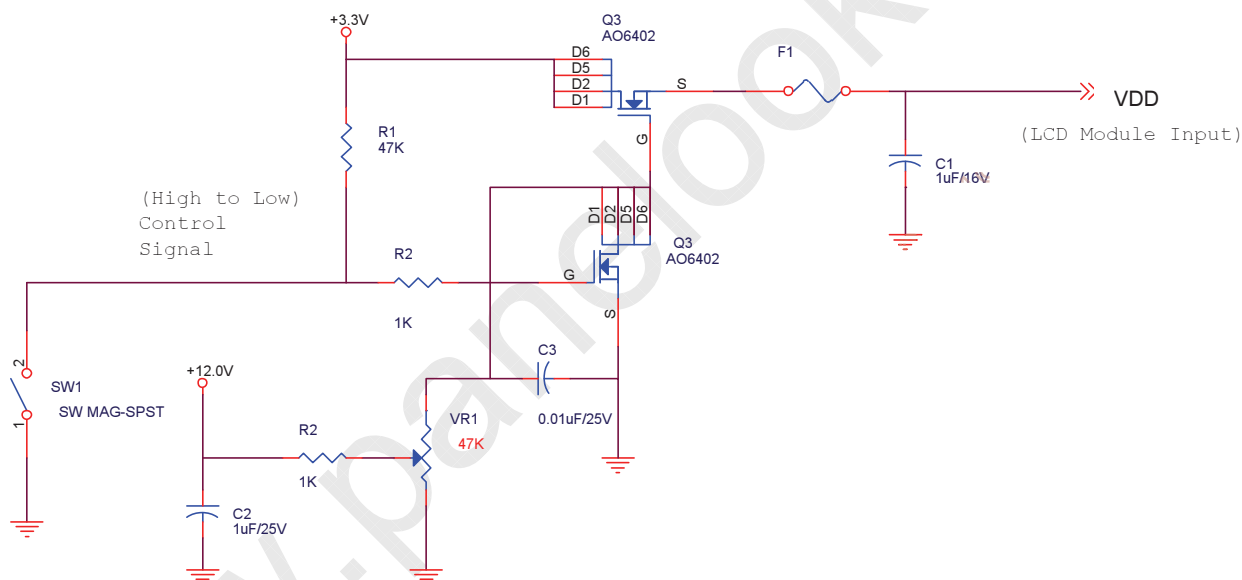 +3.3V
Q3
AO6402
D6
D5
D2
D1
S
G
F1
VDD
(LCD Module Input)
R1
47K
C1
1uF/16V
(High to Low)
Control
Signal
D1
D2
D5
D6
Q3
AO6402
R2
1K
G
S
2
1
SW1
SW MAG-SPST
+12.0V
C3
0.01uF/25V
VR1
47K
R2
1K
C2
1uF/25V
.panelook